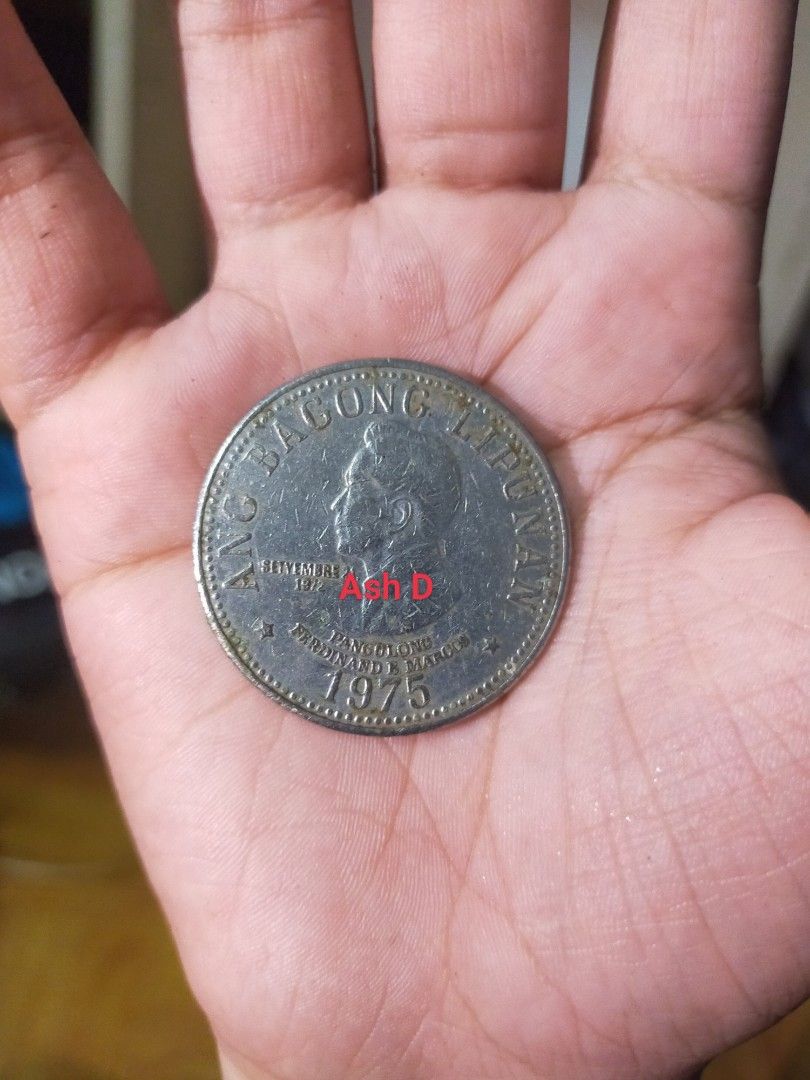 ANG BAGONG LIPUNAN
SETYEMBRE 21
1972
Ash D
PANGULONG
FERDINAND E MARCOS
1975